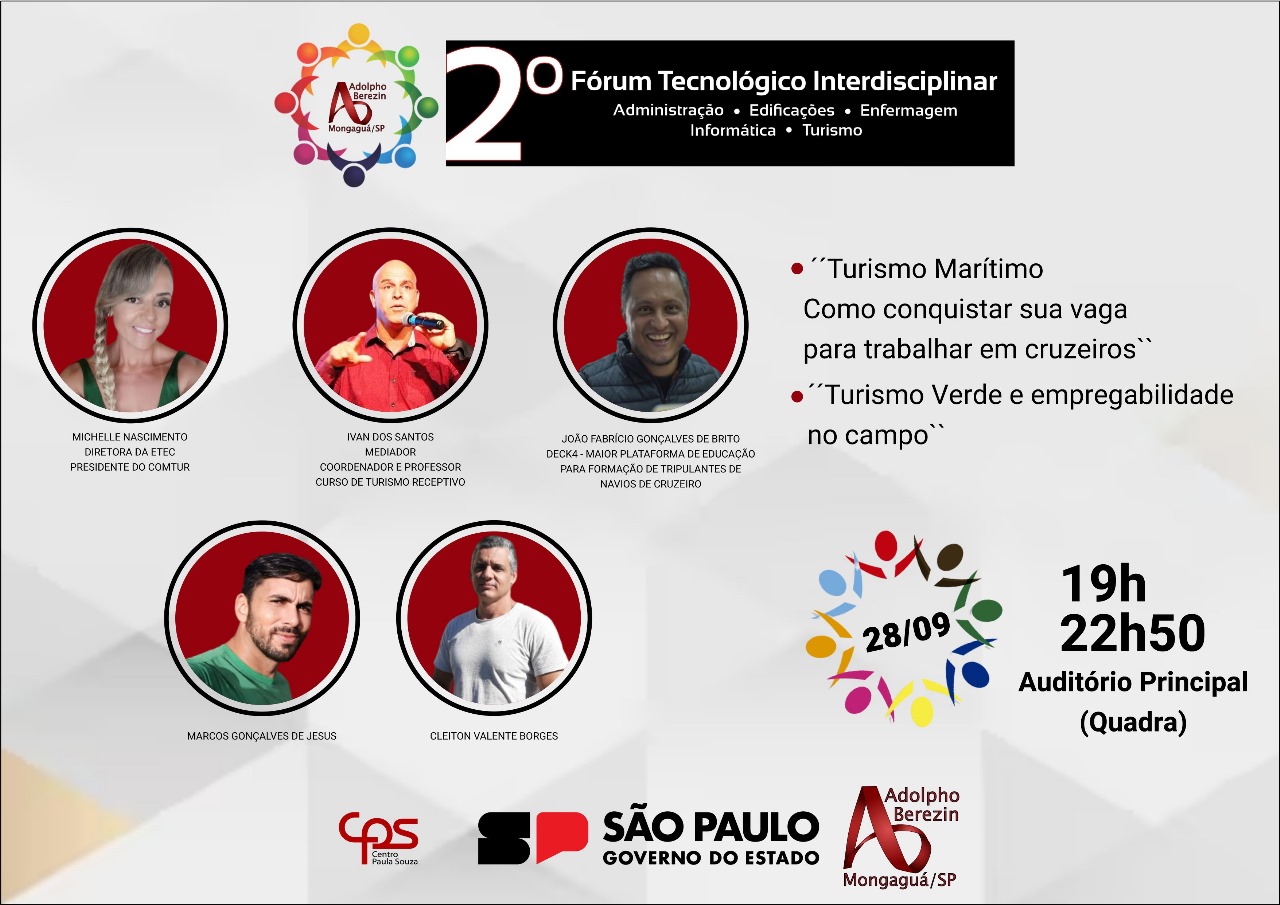 Adolpho
Berezin
Mongaguá/SP
2º Fórum Tecnológico Interdisciplinar
Administração • Edificações • Enfermagem
Informática • Turismo
MICHELLE NASCIMENTO
DIRETORA DA ETEC
PRESIDENTE DO COMTUR
IVAN DOS SANTOS
MEDIADOR
COORDENADOR E PROFESSOR
CURSO DE TURISMO RECEPTIVO
JOÃO FABRÍCIO GONÇALVES DE BRITO
DECK4 - MAIOR PLATAFORMA DE EDUCAÇÃO
PARA FORMAÇÃO DE TRIPULANTES DE
NAVIOS DE CRUZEIRO
• ´´Turismo Marítimo
Como conquistar sua vaga
para trabalhar em cruzeiros``
• ´´Turismo Verde e empregabilidade
no campo``
MARCOS GONÇALVES DE JESUS
CLEITON VALENTE BORGES
28/09
19h
22h50
Auditório Principal
(Quadra)
cps
Centro
Paula Souza
SP
SÃO PAULO
GOVERNO DO ESTADO
Adolpho
Berezin
Mongaguá/SP